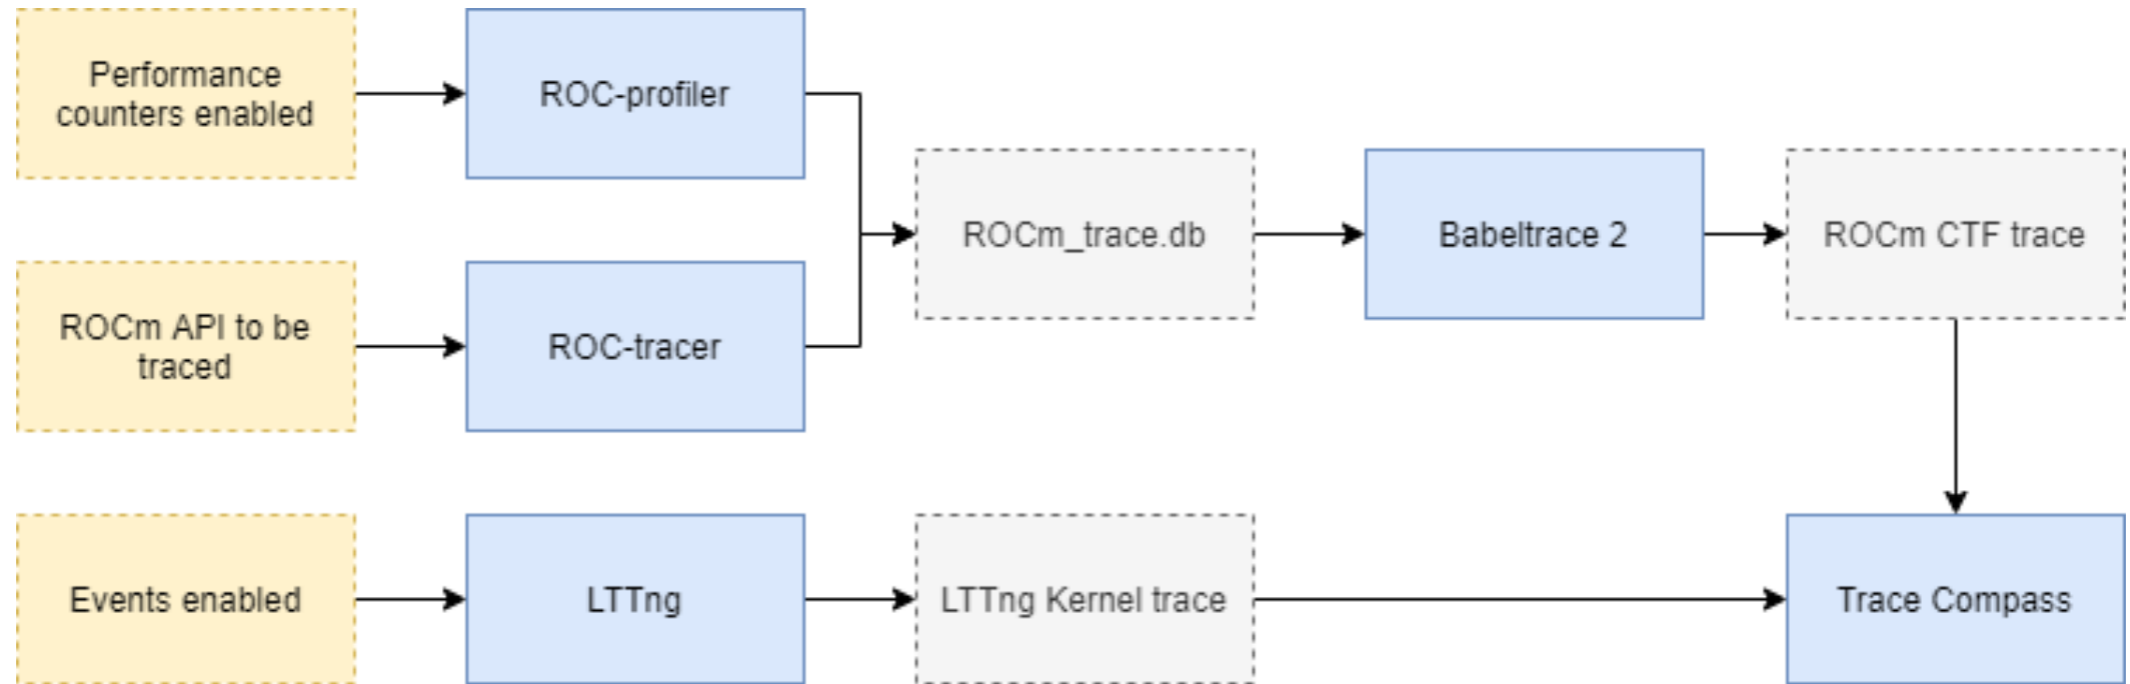 Performance
counters enabled
ROC-profiler
ROCm_trace.db
Babeltrace 2
ROCm CTF trace
ROCm API to be
traced
ROC-tracer
Events enabled
LTTng
LTTng Kernel trace
Trace Compass